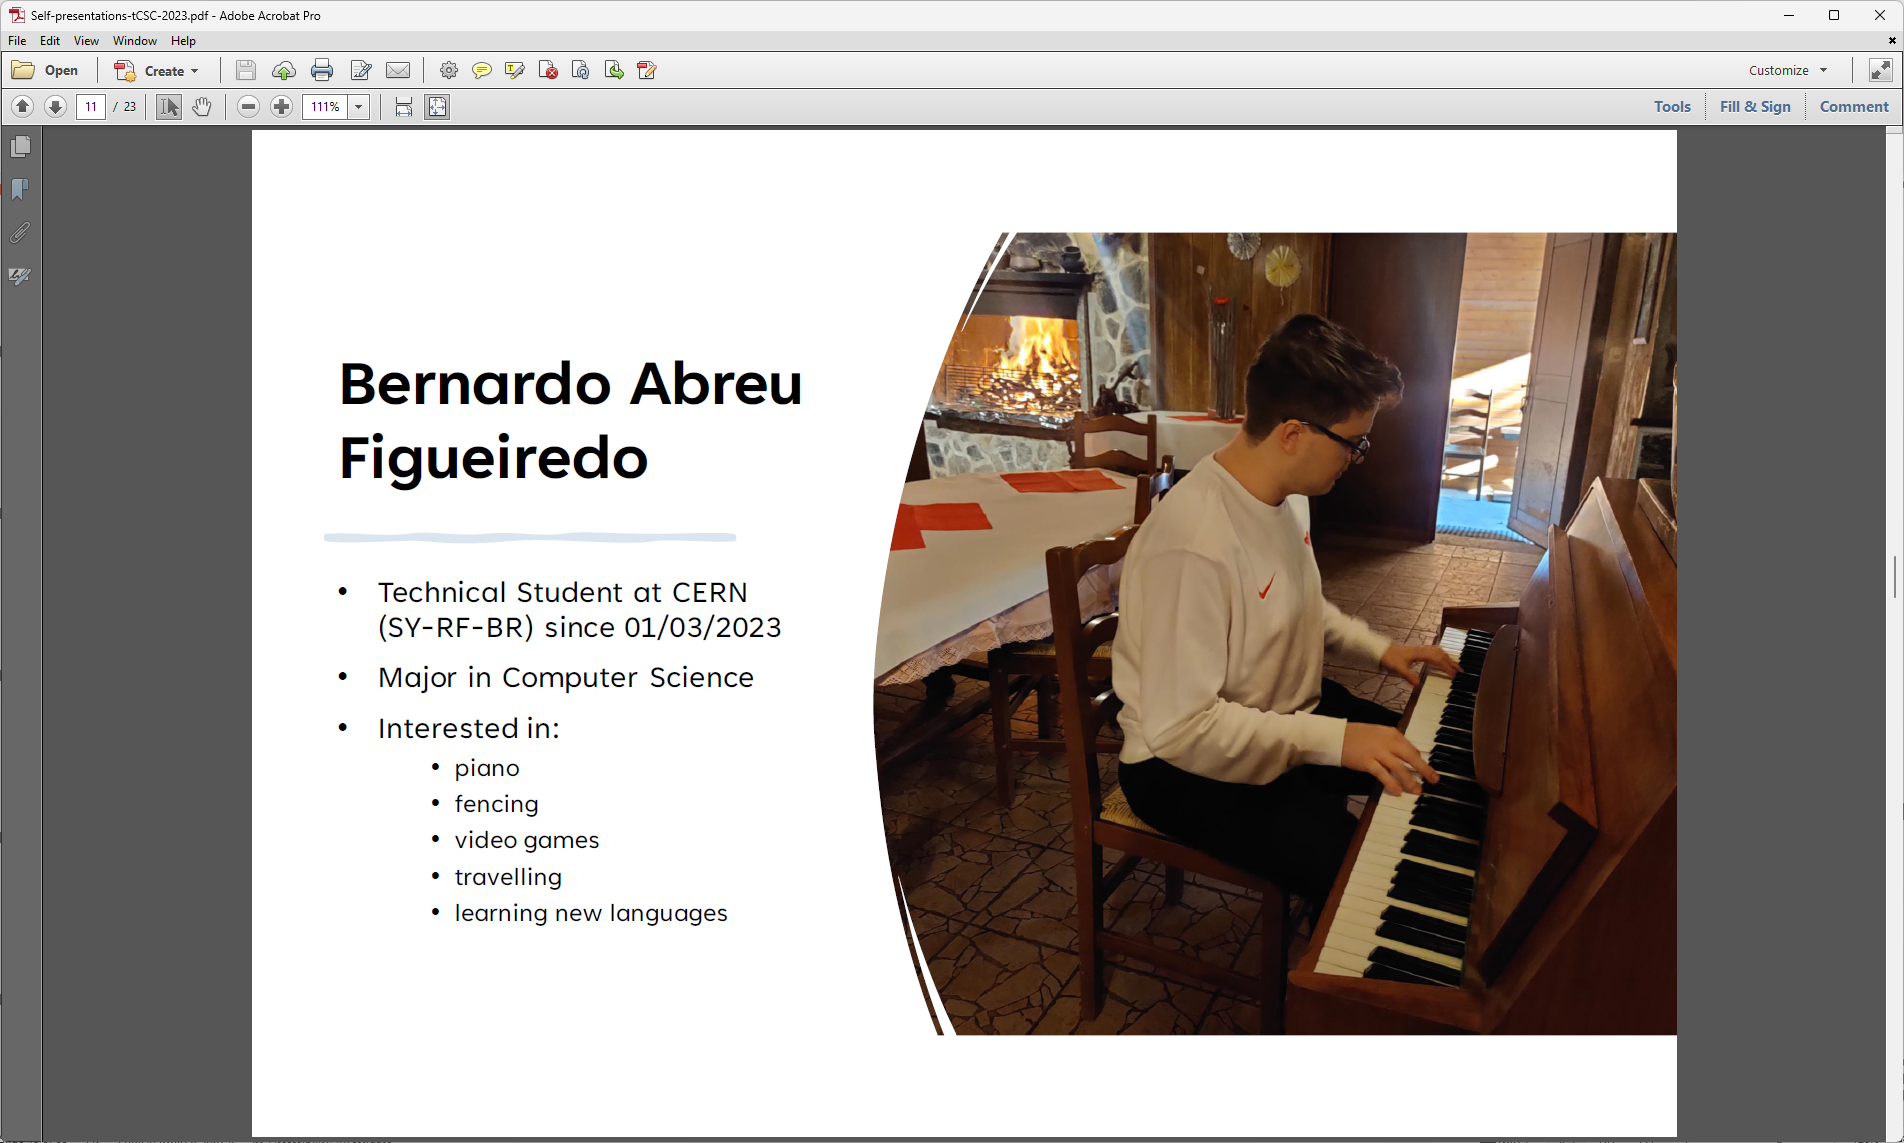 Self-presentations-tCSC-2023.pdf - Adobe Acrobat Pro
File Edit View Window Help
Open Create Customize
11 / 23 111% Tools Fill & Sign Comment
Bernardo Abreu
Figueiredo
• Technical Student at CERN
(SY-RF-BR) since 01/03/2023
• Major in Computer Science
• Interested in:
• piano
• fencing
• video games
• travelling
• learning new languages